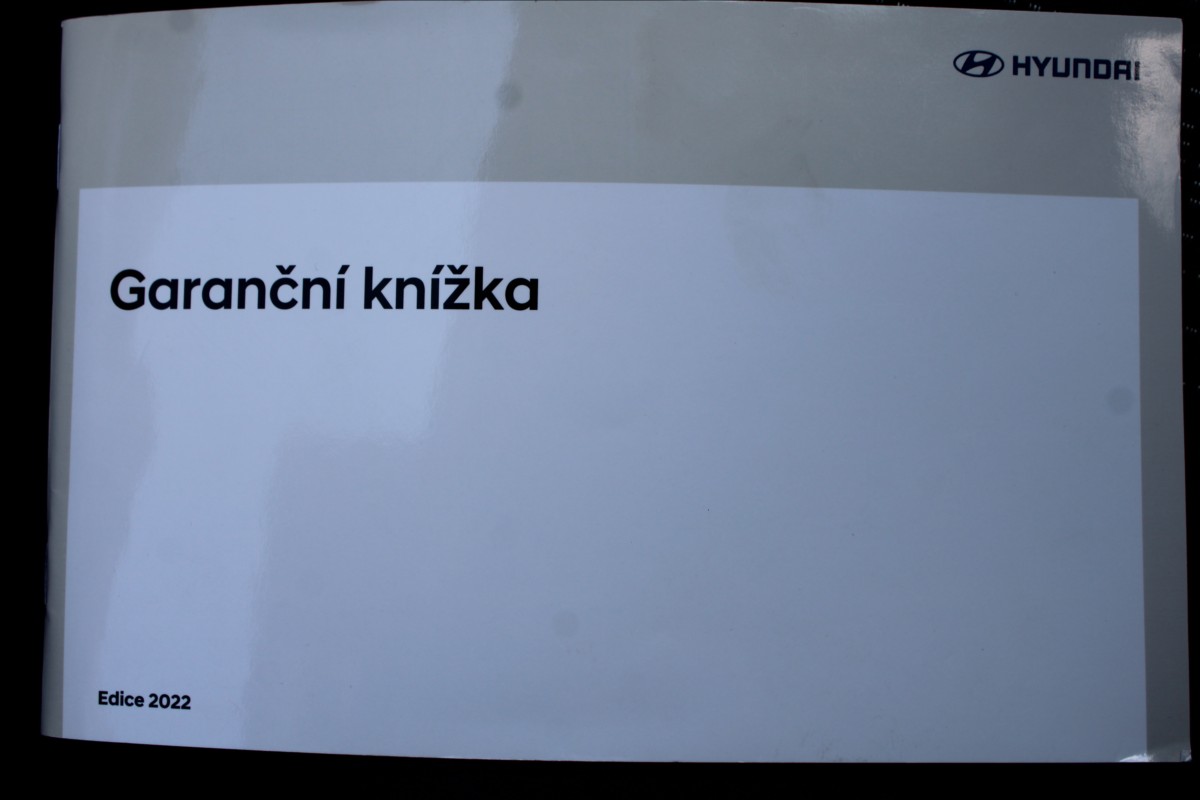 HYUNDAI
Garanční knížka
Edice 2022